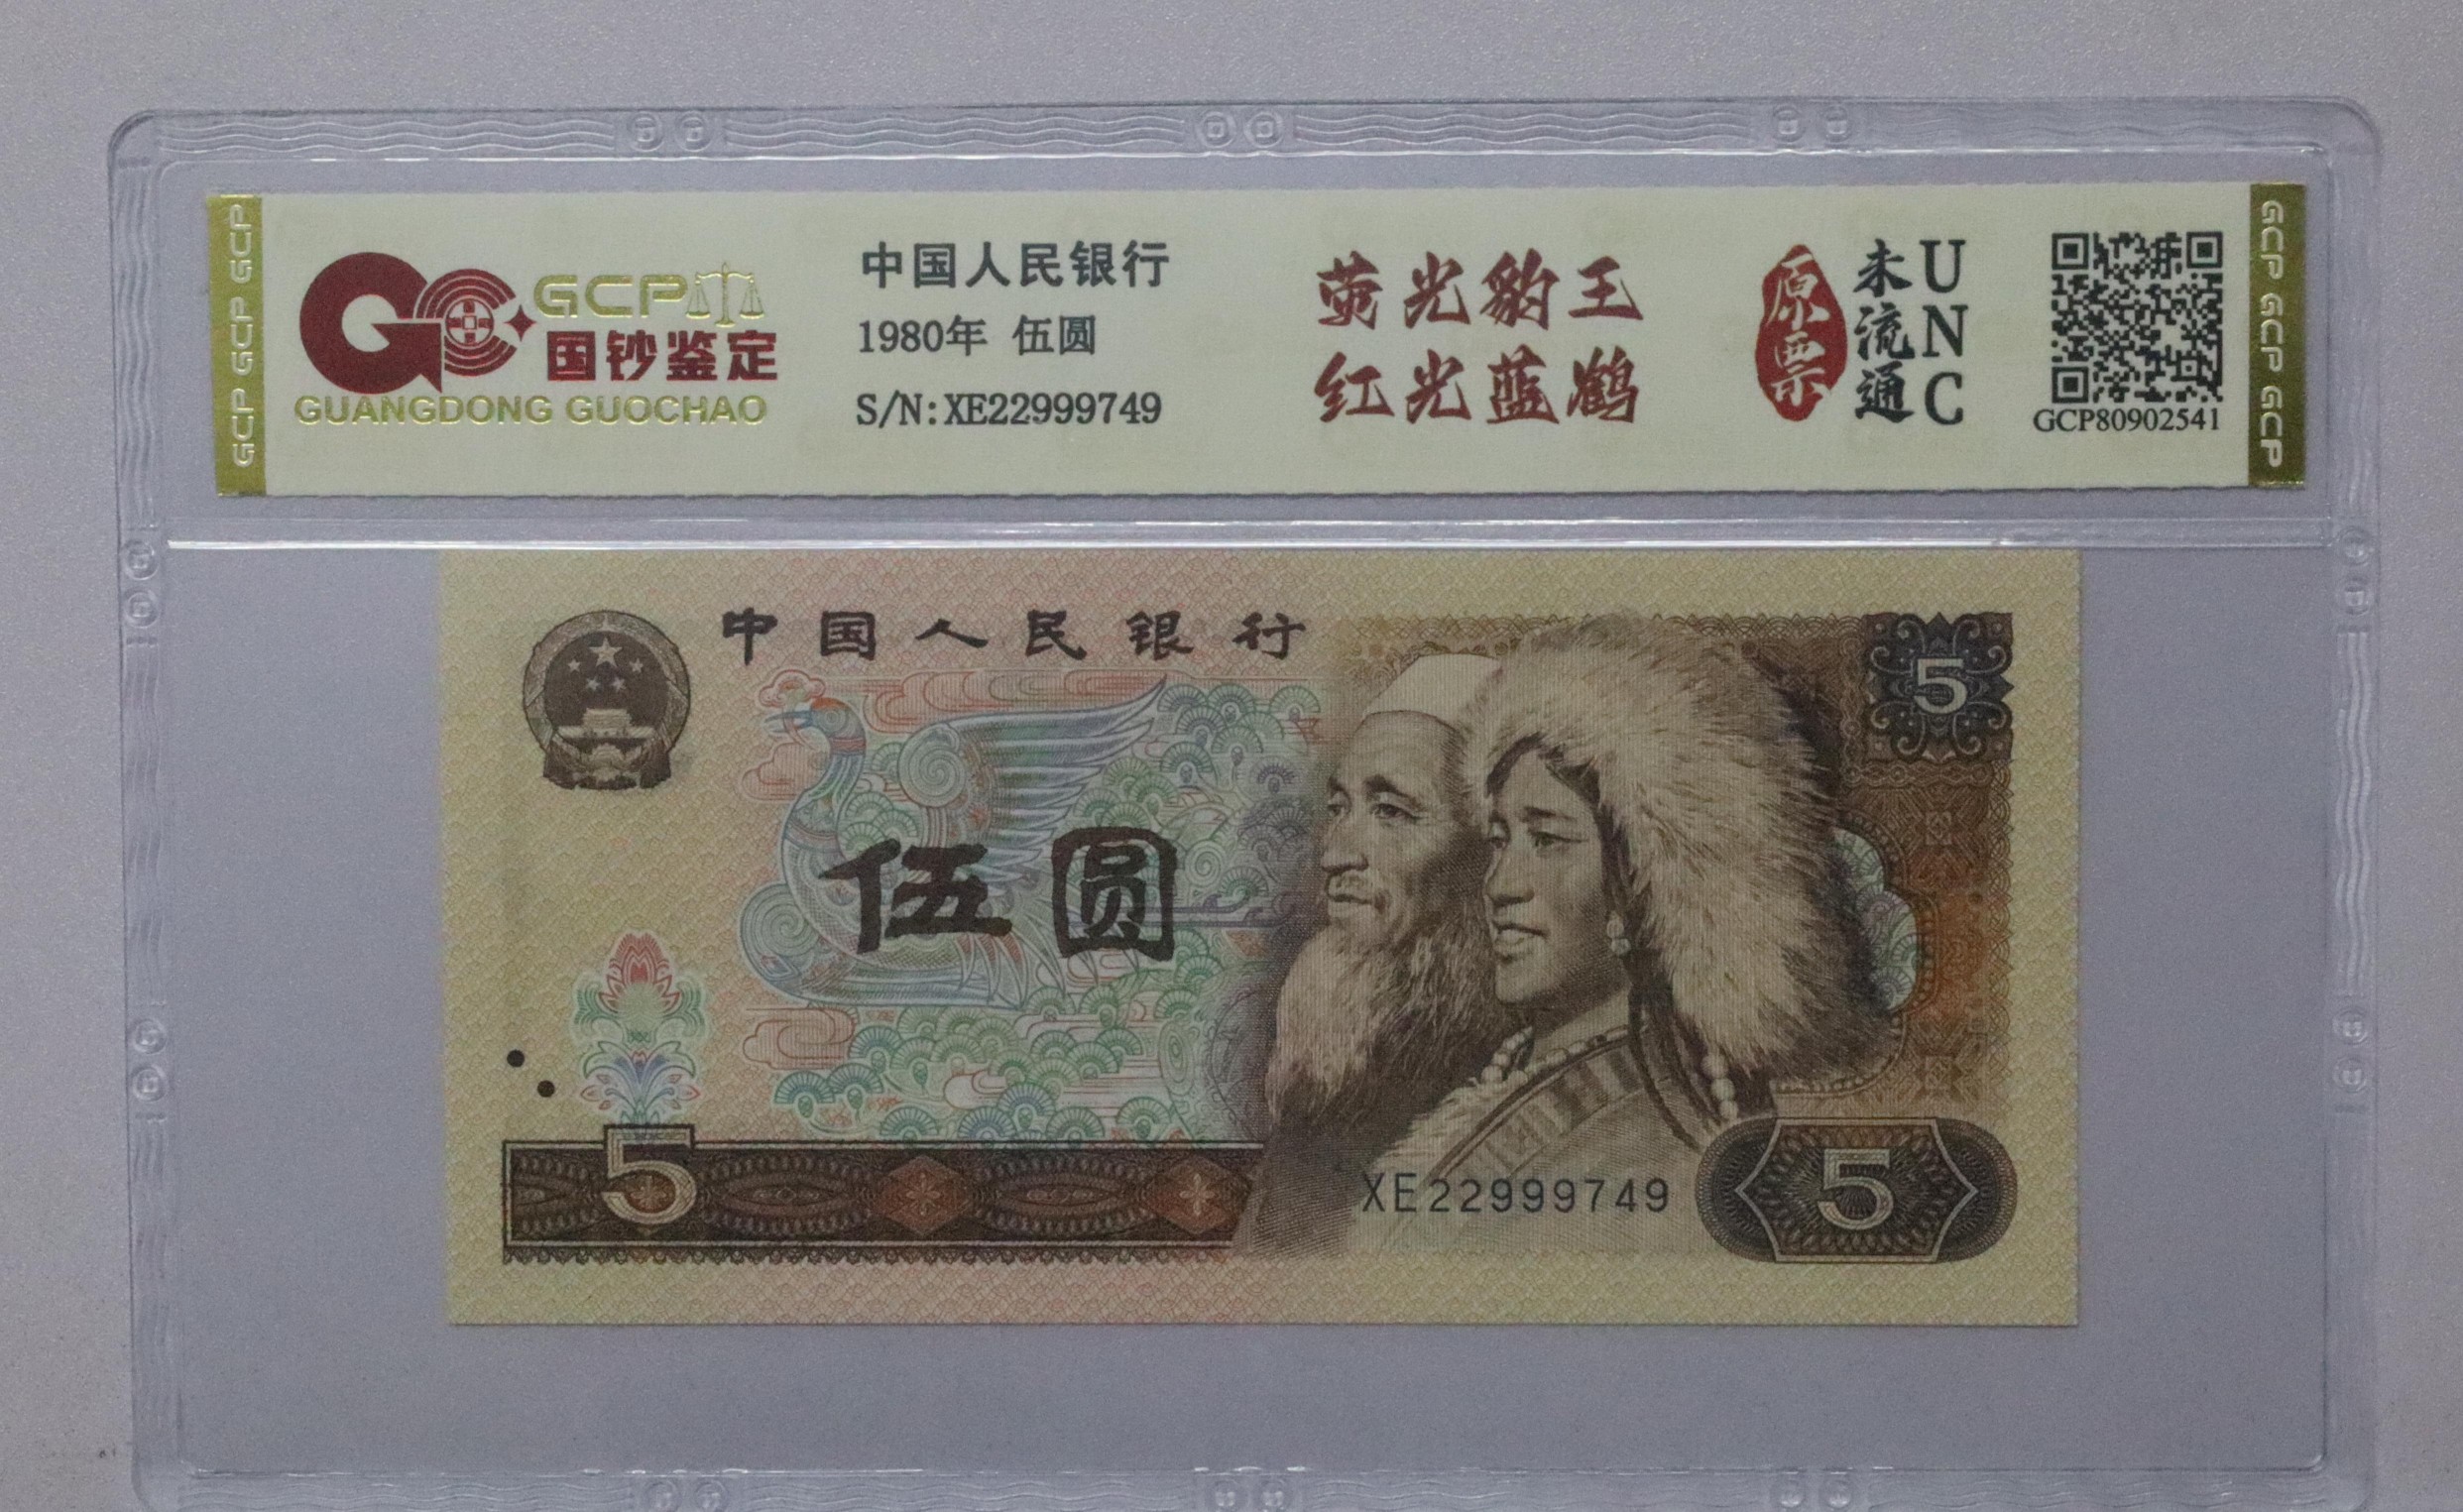 GCP GCP GCP
GCP
国钞鉴定
GUANGDONG GUOCHAO
中国人民银行
1980年 伍圆
S/N:XE22999749
荧光豹王
红光蓝鹤
原票
未流通
UNC
GCP80902541
GCP GCP GCP
中国人民银行
5
伍圆
5
XE22999749
5